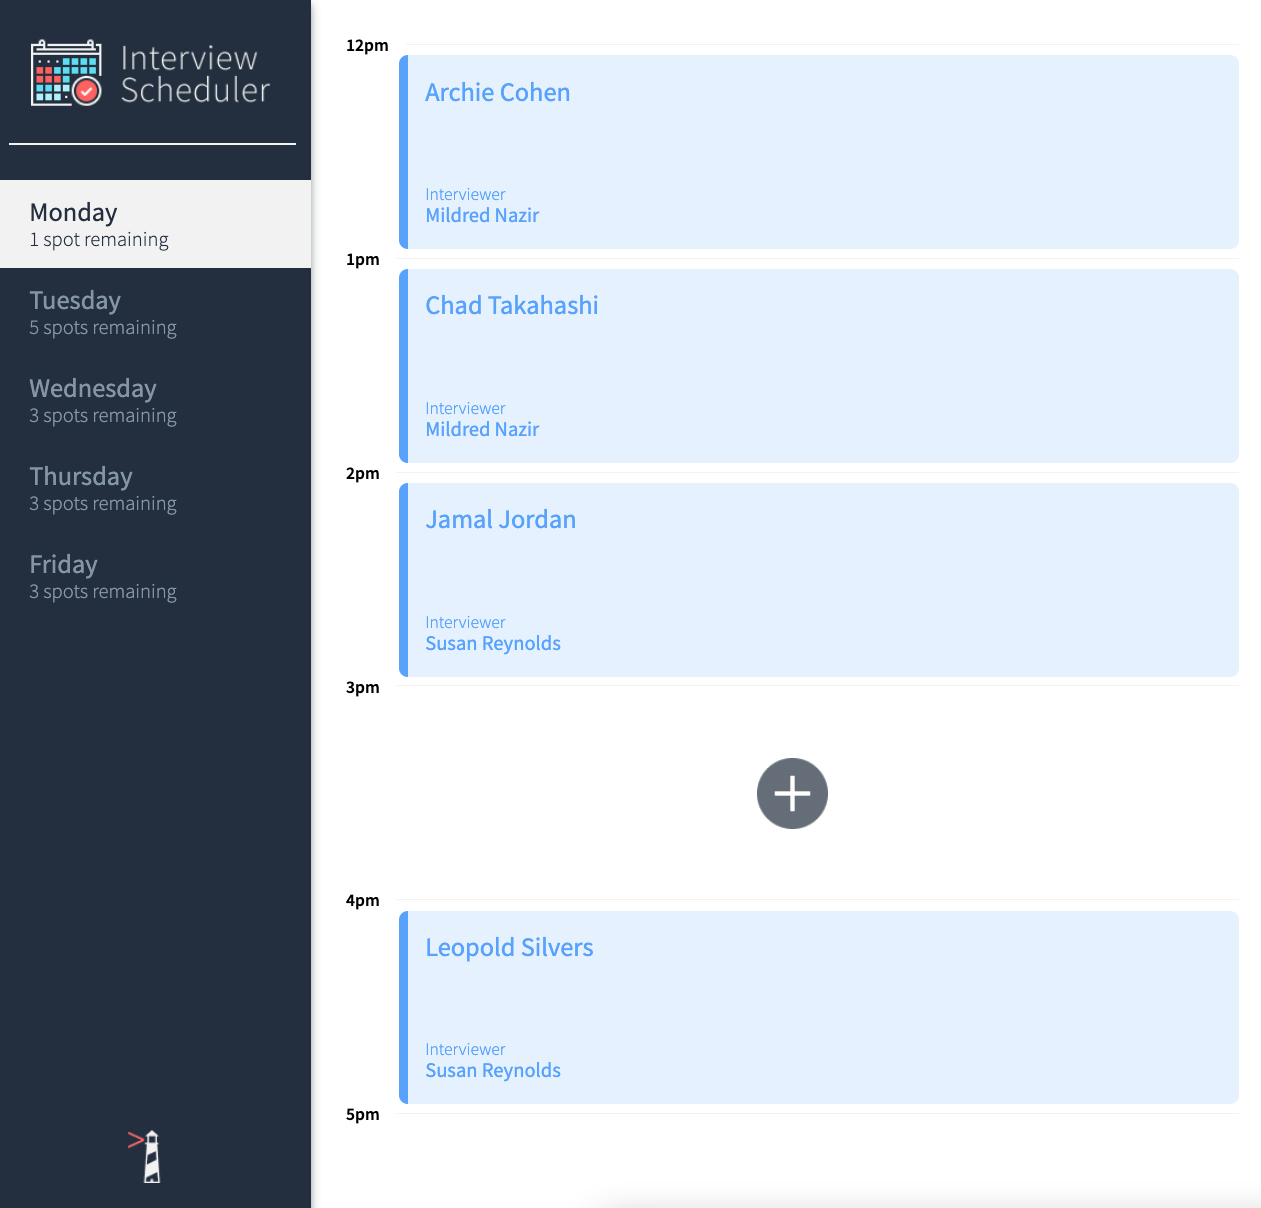 Interview
Scheduler
Monday
1 spot remaining
Tuesday
5 spots remaining
Wednesday
3 spots remaining
Thursday
3 spots remaining
Friday
3 spots remaining
12pm
Archie Cohen
Interviewer
Mildred Nazir
1pm
Chad Takahashi
Interviewer
Mildred Nazir
2pm
Jamal Jordan
Interviewer
Susan Reynolds
3pm
4pm
Leopold Silvers
Interviewer
Susan Reynolds
5pm